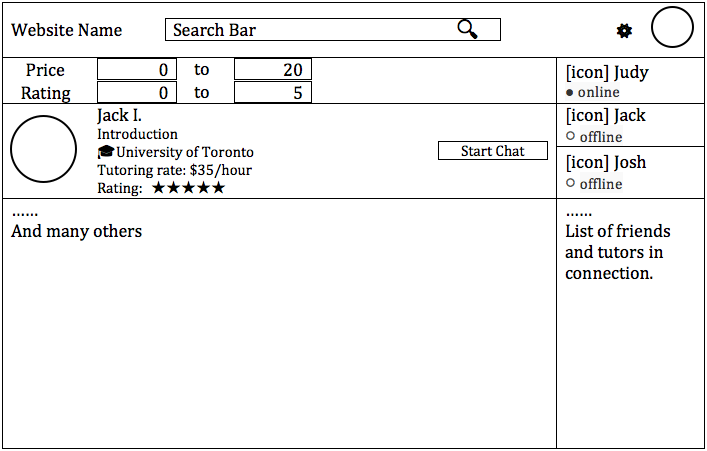 Website Name
Search Bar
Price 0 to 20
Rating 0 to 5
Jack I.
Introduction
🎓University of Toronto
Tutoring rate: $35/hour
Rating: ★★★★★
Start Chat
......
And many others
[icon] Judy
● online
[icon] Jack
○ offline
[icon] Josh
○ offline
......
List of friends
and tutors in
connection.